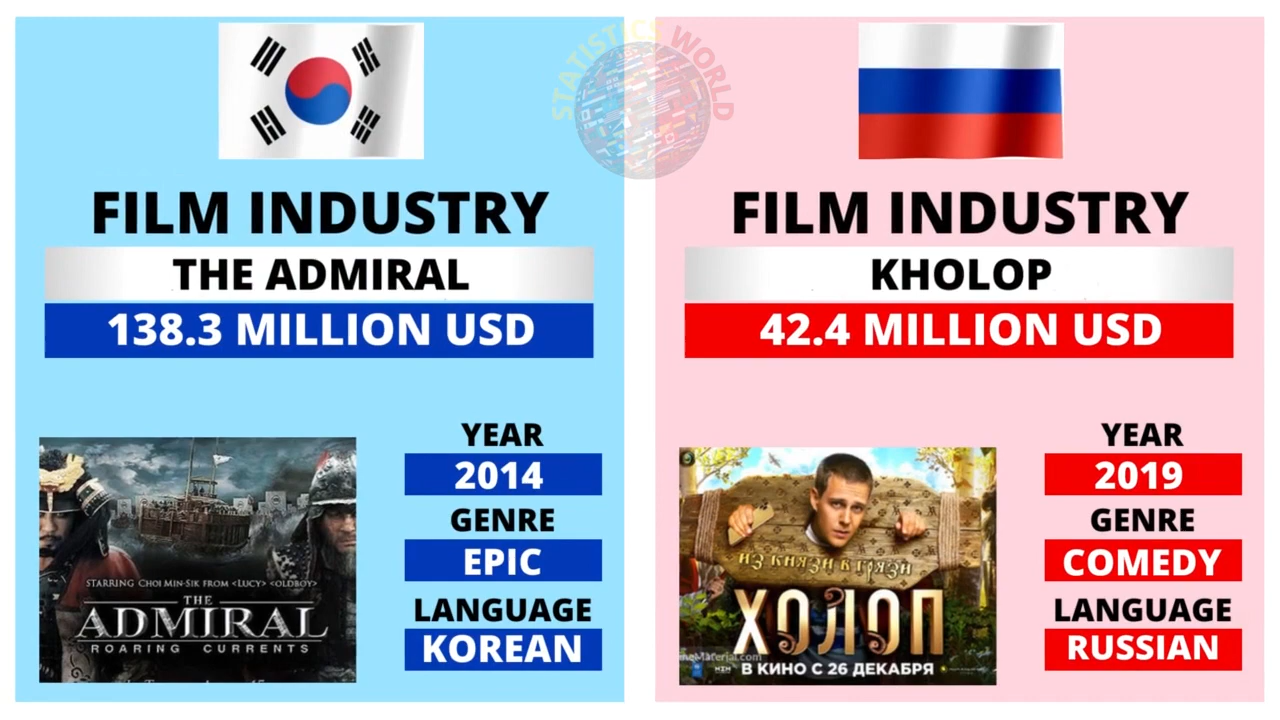 STATISTICS WORLD
FILM INDUSTRY
THE ADMIRAL
138.3 MILLION USD
YEAR
2014
GENRE
EPIC
LANGUAGE
KOREAN
STARRING CHOI MIN-SIK FROM <LUCY> <OLDBOY>
THE
ADMIRAL
ROARING CURRENTS
FILM INDUSTRY
KHOLOP
42.4 MILLION USD
YEAR
2019
GENRE
COMEDY
LANGUAGE
RUSSIAN
ИЗ КНЯЗИ В ГРЯЗИ
ХОЛОП
В КИНО С 26 ДЕКАБРЯ